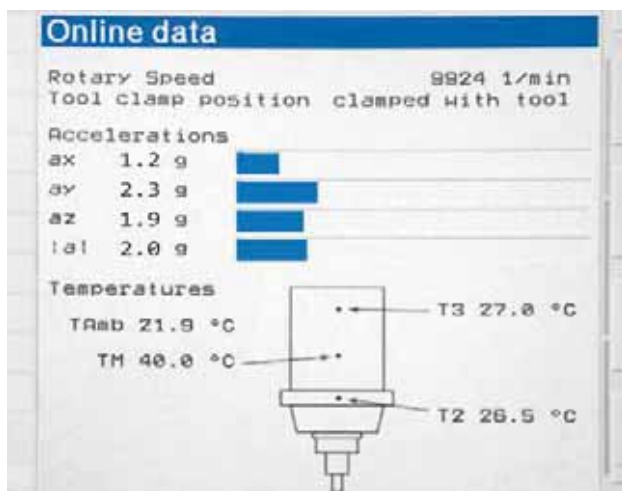 Online data
Rotary Speed 9924 1/min
Tool clamp position clamped with tool
Accelerations
ax 1.2 g
ay 2.3 g
az 1.9 g
|a| 2.0 g
Temperatures
T3 27.0 °C
TAmb 21.9 °C
TM 40.0 °C
T2 26.5 °C